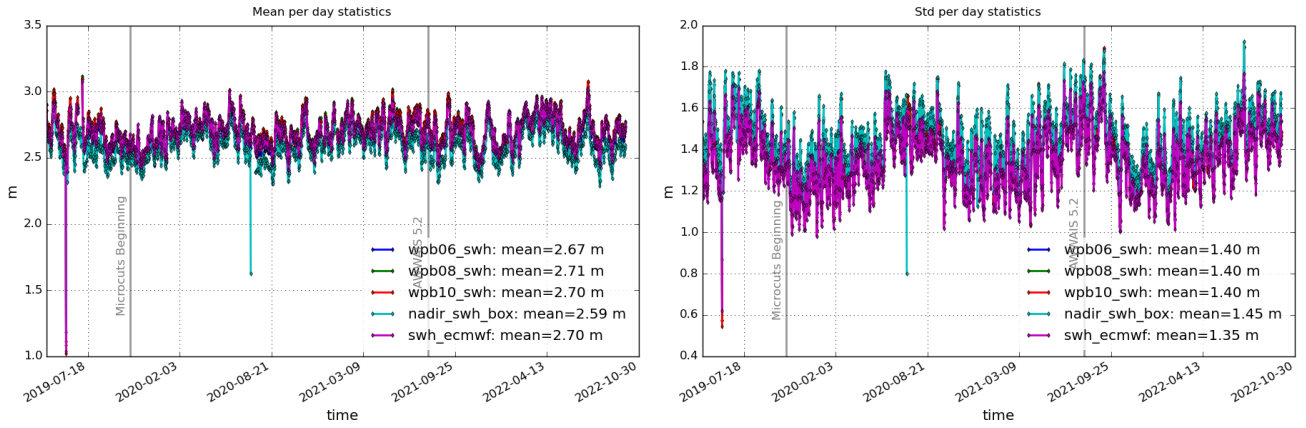 Mean per day statistics
3.5
3.0
2.5
2.0
1.5
1.0
m
Microcuts Beginning
AWWAIS 5.2
wpb06_swh: mean=2.67 m
wpb08_swh: mean=2.71 m
wpb10_swh: mean=2.70 m
nadir_swh_box: mean=2.59 m
swh_ecmwf: mean=2.70 m
2019-07-18
2020-02-03
2020-08-21
2021-03-09
2021-09-25
2022-04-13
2022-10-30
time
Std per day statistics
2.0
1.8
1.6
1.4
1.2
1.0
0.8
0.6
0.4
m
Microcuts Beginning
AWWAIS 5.2
wpb06_swh: mean=1.40 m
wpb08_swh: mean=1.40 m
wpb10_swh: mean=1.40 m
nadir_swh_box: mean=1.45 m
swh_ecmwf: mean=1.35 m
2019-07-18
2020-02-03
2020-08-21
2021-03-09
2021-09-25
2022-04-13
2022-10-30
time